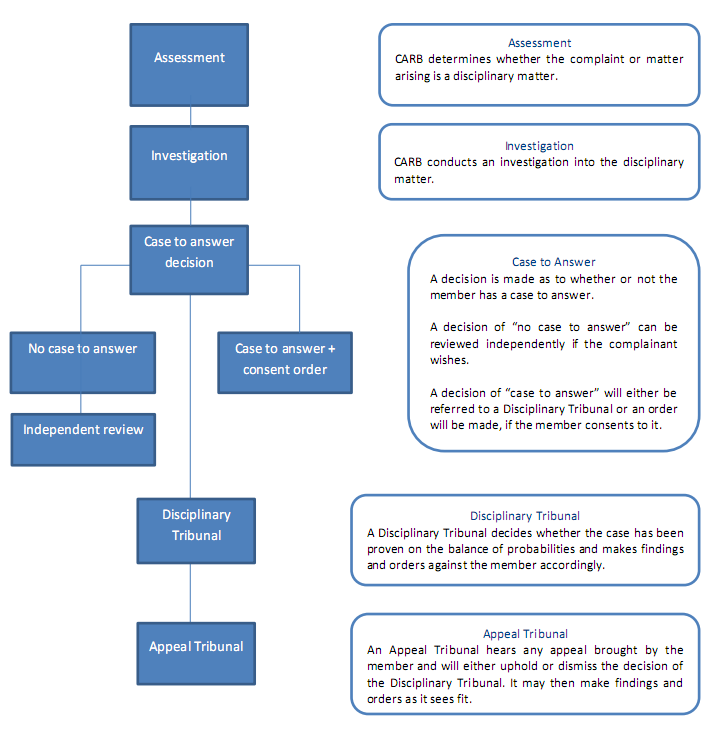 Assessment
Assessment
CARB determines whether the complaint or matter
arising is a disciplinary matter.
Investigation
Investigation
CARB conducts an investigation into the disciplinary
matter.
Case to answer
decision
Case to Answer
A decision is made as to whether or not the
member has a case to answer.
A decision of “no case to answer” can be
reviewed independently if the complainant
wishes.
A decision of “case to answer” will either be
referred to a Disciplinary Tribunal or an order
will be made, if the member consents to it.
No case to answer
Case to answer +
consent order
Independent review
Disciplinary
Tribunal
Disciplinary Tribunal
A Disciplinary Tribunal decides whether the case has been
proven on the balance of probabilities and makes findings
and orders against the member accordingly.
Appeal Tribunal
Appeal Tribunal
An Appeal Tribunal hears any appeal brought by the
member and will either uphold or dismiss the decision of
the Disciplinary Tribunal. It may then make findings and
orders as it sees fit.